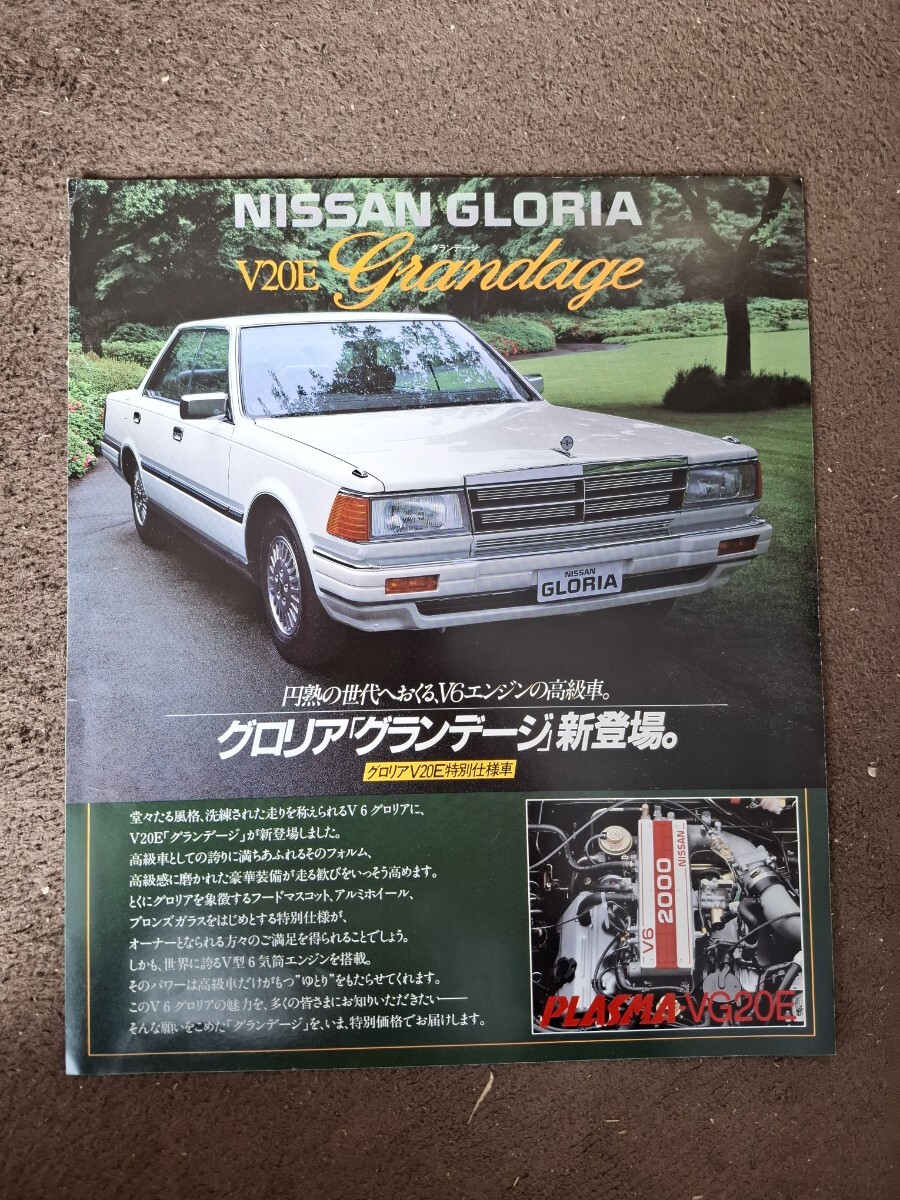 NISSAN GLORIA
グランデージ
V20E Grandage
NISSAN
GLORIA
円熟の世代へおくる、V6エンジンの高級車。
グロリア「グランデージ」新登場。
グロリアV20E特別仕様車
堂々たる風格、洗練された走りを称えられるV6グロリアに、
V20E「グランデージ」が新登場しました。
高級車としての誇りに満ちあふれるそのフォルム、
高級感に磨かれた豪華装備が走る歓びをいっそう高めます。
とくにグロリアを象徴するフードマスコット、アルミホイール、
ブロンズガラスをはじめとする特別仕様が、
オーナーとなられる方々のご満足を得られることでしょう。
しかも、世界に誇るV型6気筒エンジンを搭載。
そのパワーは高級車だけがもつ"ゆとり"をもたらせてくれます。
このV6グロリアの魅力を、多くの皆さまにお知りいただきたい——
そんな願いをこめた「グランデージ」を、いま、特別価格でお届けします。
V6 2000 NISSAN
PLASMA VG20E